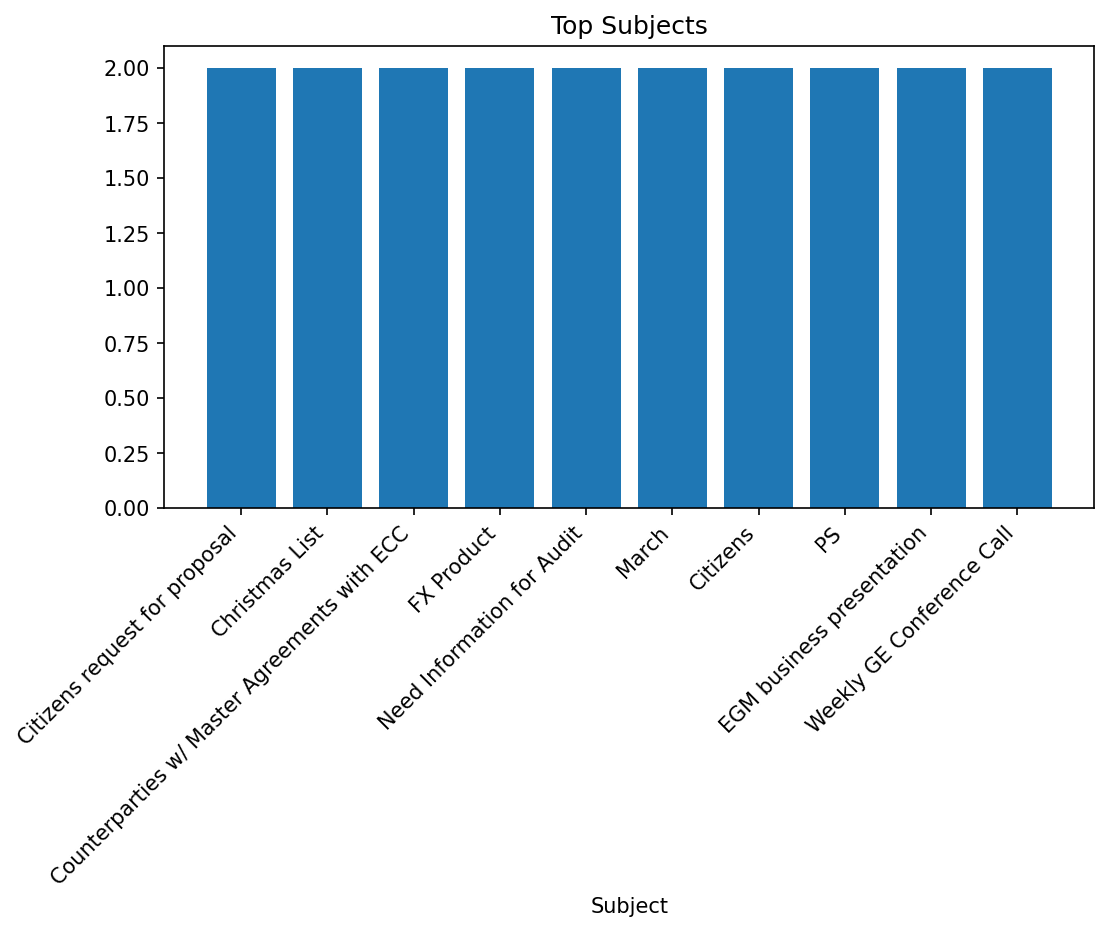 Top Subjects
2.00
1.75
1.50
1.25
1.00
0.75
0.50
0.25
0.00
Citizens request for proposal
Christmas List
Counterparties w/ Master Agreements with ECC
FX Product
Need Information for Audit
March
Citizens
PS
EGM business presentation
Weekly GE Conference Call
Subject